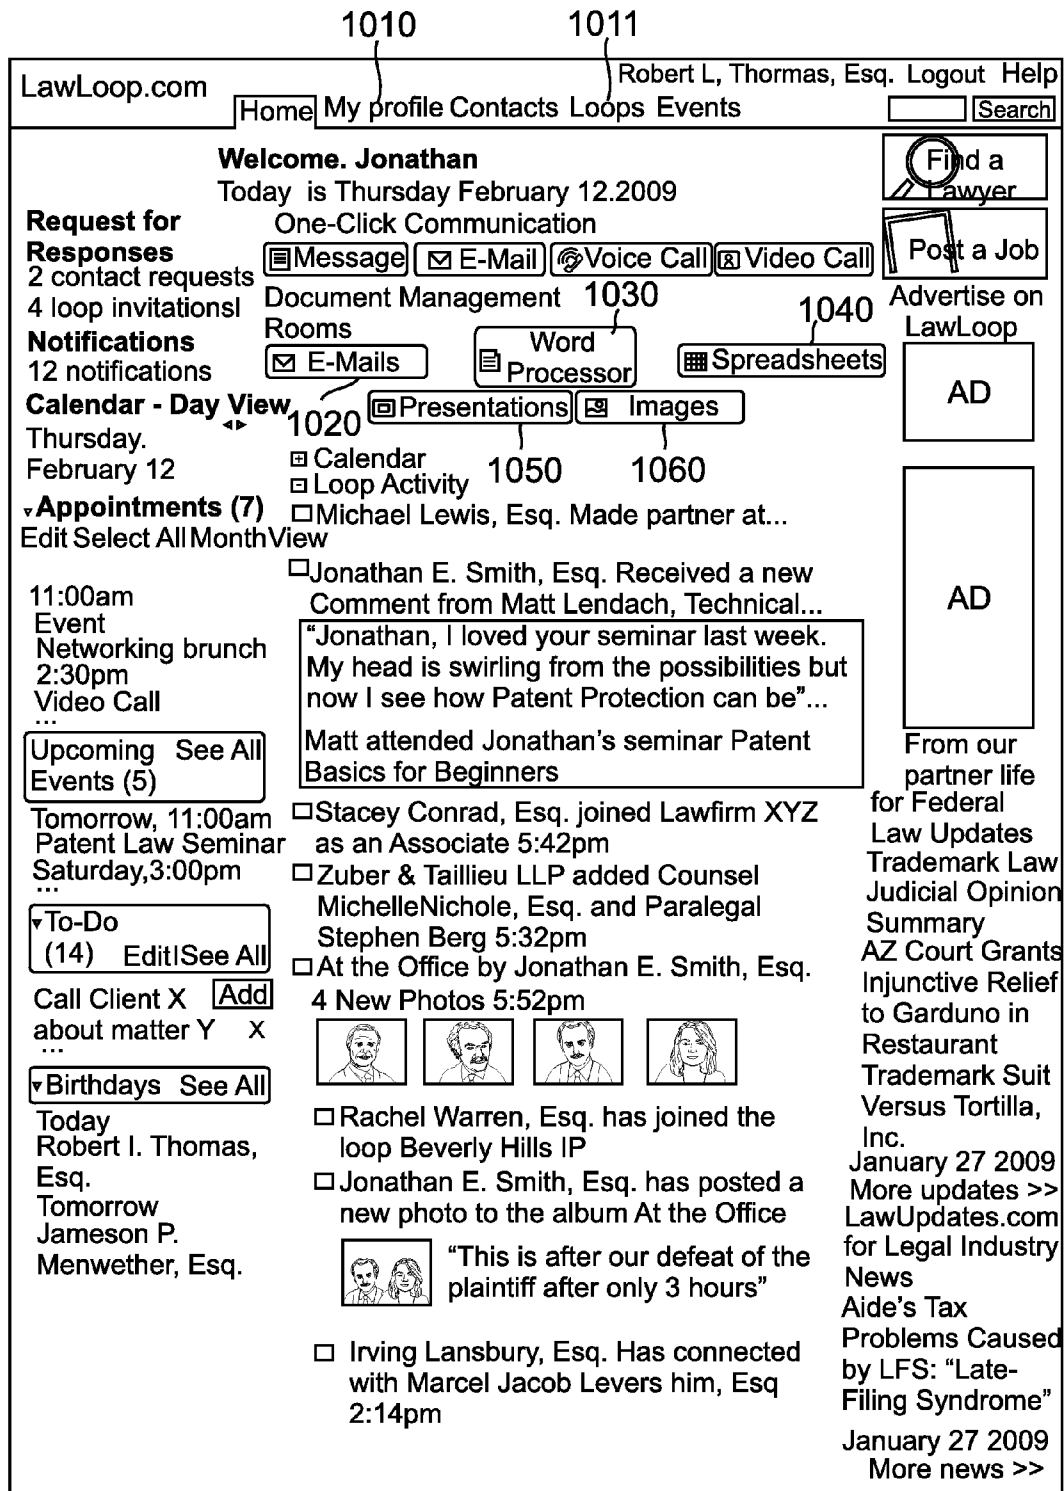 1010
1011
LawLoop.com
Robert L, Thormas, Esq. Logout Help
Home My profile Contacts Loops Events
Search
Welcome. Jonathan
Today is Thursday February 12.2009
Find a
Lawyer
Post a Job
Request for
Responses
2 contact requests
4 loop invitationsl
Notifications
12 notifications
Calendar - Day View
Thursday.
February 12
Appointments (7)
Edit Select All MonthView
11:00am
Event
Networking brunch
2:30pm
Video Call
...
Upcoming See All
Events (5)
Tomorrow, 11:00am
Patent Law Seminar
Saturday,3:00pm
...
To-Do
(14) Edit|See All
Call Client X Add
about matter Y X
...
Birthdays See All
Today
Robert I. Thomas,
Esq.
Tomorrow
Jameson P.
Menwether, Esq.
One-Click Communication
Message E-Mail Voice Call Video Call
Document Management
Rooms
1030
1040
E-Mails
Word
Processor
Spreadsheets
1020
Presentations Images
1050
1060
Calendar
Loop Activity
Michael Lewis, Esq. Made partner at...
Jonathan E. Smith, Esq. Received a new
Comment from Matt Lendach, Technical...
“Jonathan, I loved your seminar last week.
My head is swirling from the possibilities but
now I see how Patent Protection can be”...
Matt attended Jonathan’s seminar Patent
Basics for Beginners
Stacey Conrad, Esq. joined Lawfirm XYZ
as an Associate 5:42pm
Zuber & Taillieu LLP added Counsel
MichelleNichole, Esq. and Paralegal
Stephen Berg 5:32pm
At the Office by Jonathan E. Smith, Esq.
4 New Photos 5:52pm
Rachel Warren, Esq. has joined the
loop Beverly Hills IP
Jonathan E. Smith, Esq. has posted a
new photo to the album At the Office
“This is after our defeat of the
plaintiff after only 3 hours”
Irving Lansbury, Esq. Has connected
with Marcel Jacob Levers him, Esq
2:14pm
Advertise on
LawLoop
AD
AD
From our
partner life
for Federal
Law Updates
Trademark Law
Judicial Opinion
Summary
AZ Court Grants
Injunctive Relief
to Garduno in
Restaurant
Trademark Suit
Versus Tortilla,
Inc.
January 27 2009
More updates >>
LawUpdates.com
for Legal Industry
News
Aide’s Tax
Problems Caused
by LFS: “Late-
Filing Syndrome”
January 27 2009
More news >>